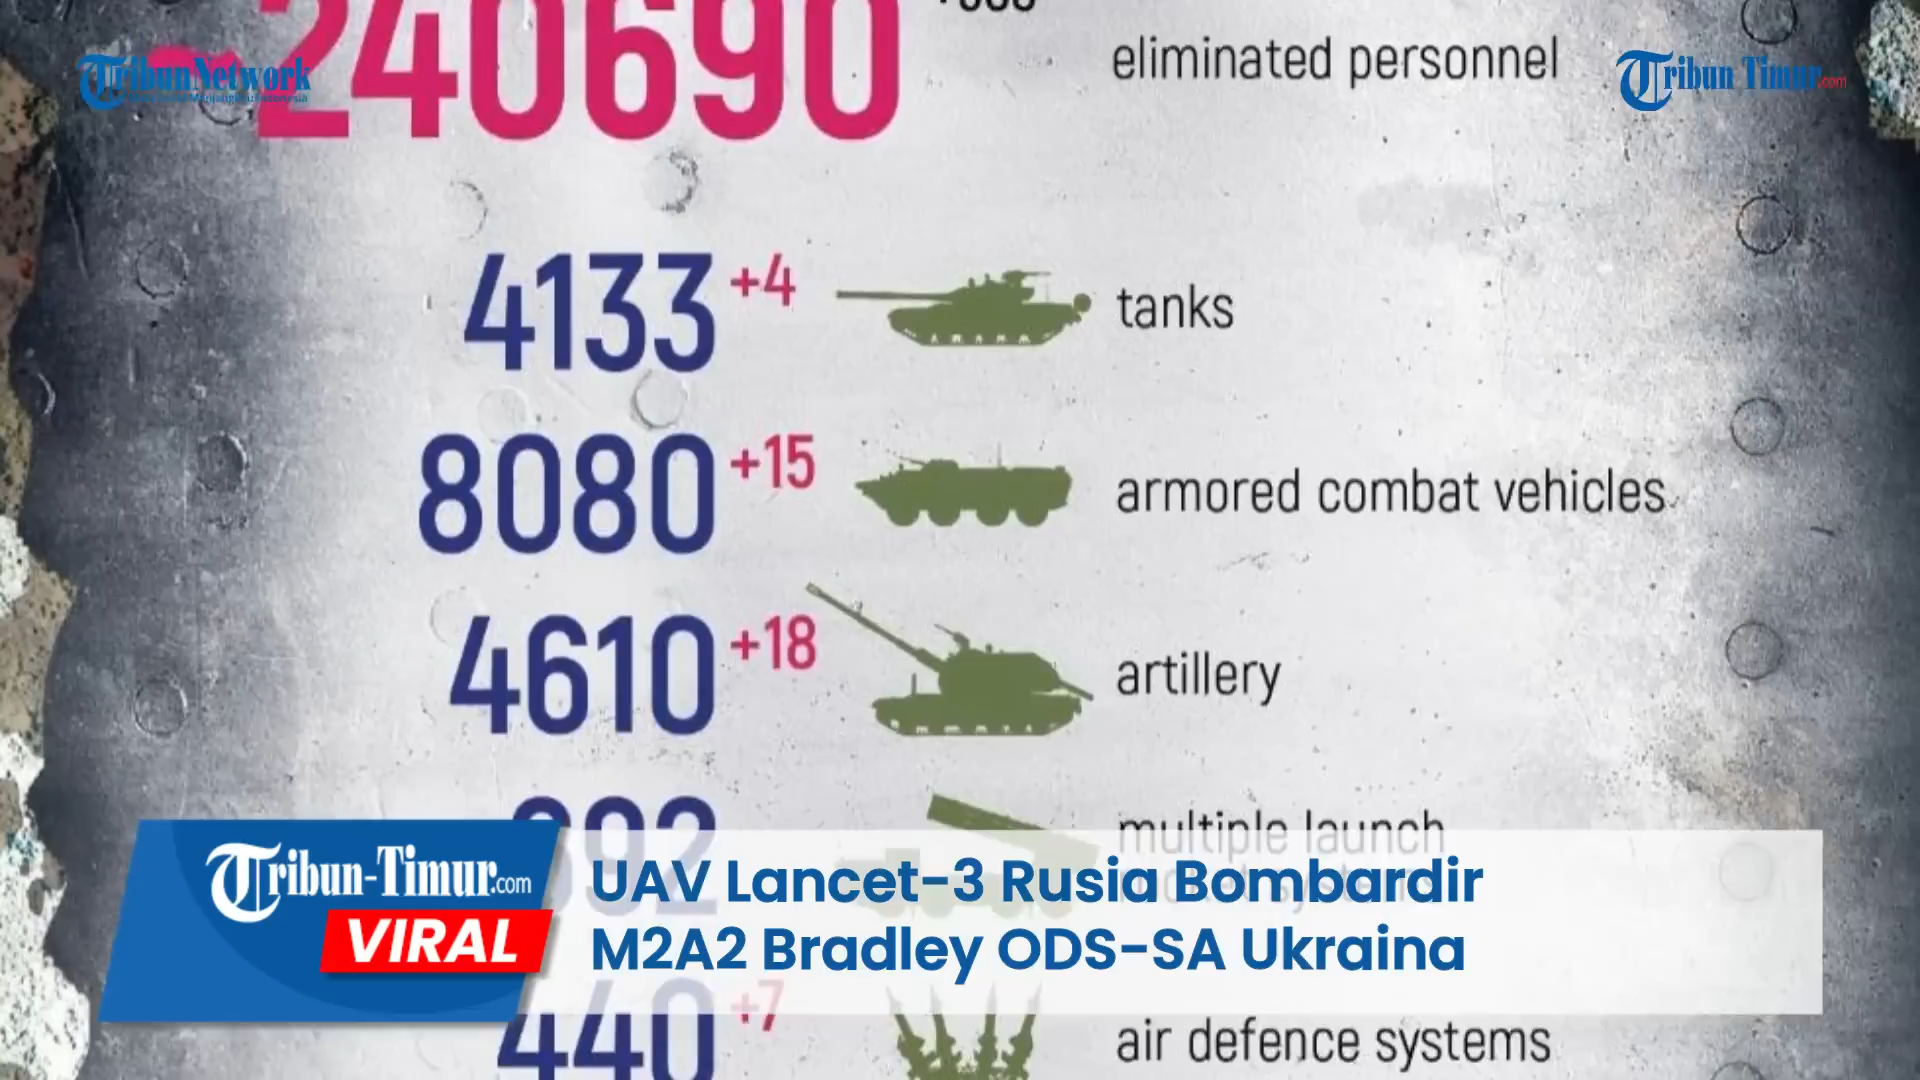 240690
eliminated personnel
TribunNetwork
Tribun Timur.com
4133 +4 tanks
8080 +15 armored combat vehicles
4610 +18 artillery
multiple launch
Tribun-Timur.com
VIRAL
UAV Lancet-3 Rusia Bombardir
M2A2 Bradley ODS-SA Ukraina
440 +7 air defence systems